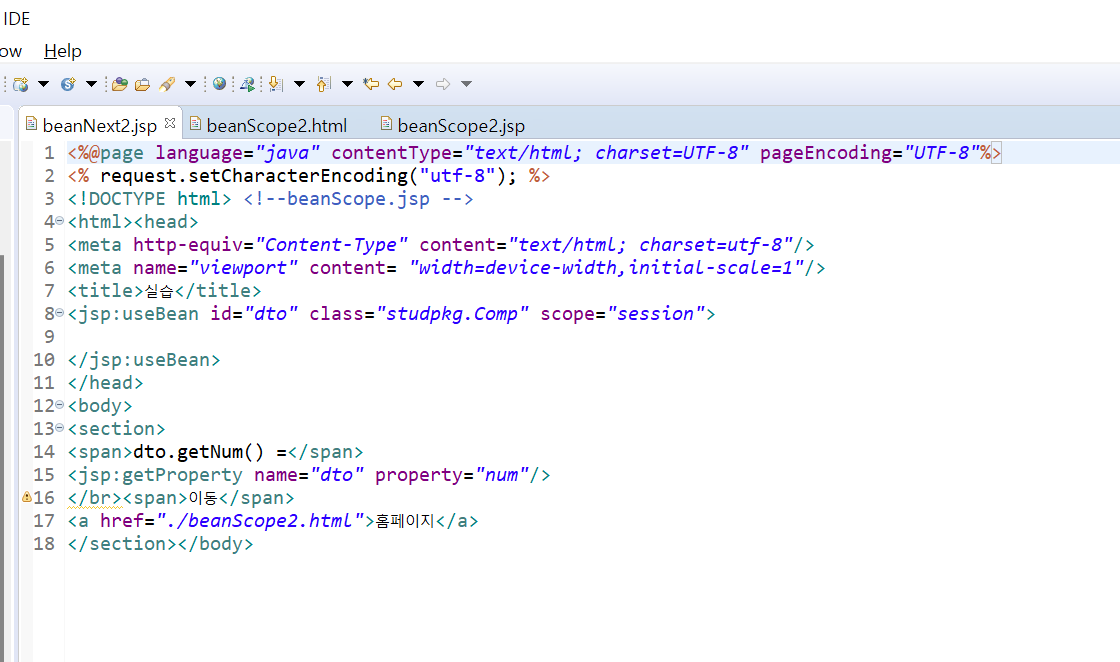 IDE
ow Help
beanNext2.jsp beanScope2.html beanScope2.jsp
1 <%@page language="java" contentType="text/html; charset=UTF-8" pageEncoding="UTF-8"%>
2 <% request.setCharacterEncoding("utf-8"); %>
3 <!DOCTYPE html> <!--beanScope.jsp -->
4 <html><head>
5 <meta http-equiv="Content-Type" content="text/html; charset=utf-8"/>
6 <meta name="viewport" content= "width=device-width,initial-scale=1"/>
7 <title>실습</title>
8 <jsp:useBean id="dto" class="studpkg.Comp" scope="session">
9
10 </jsp:useBean>
11 </head>
12 <body>
13 <section>
14 <span>dto.getNum() =</span>
15 <jsp:getProperty name="dto" property="num"/>
16 </br><span>이동</span>
17 <a href="./beanScope2.html">홈페이지</a>
18 </section></body>